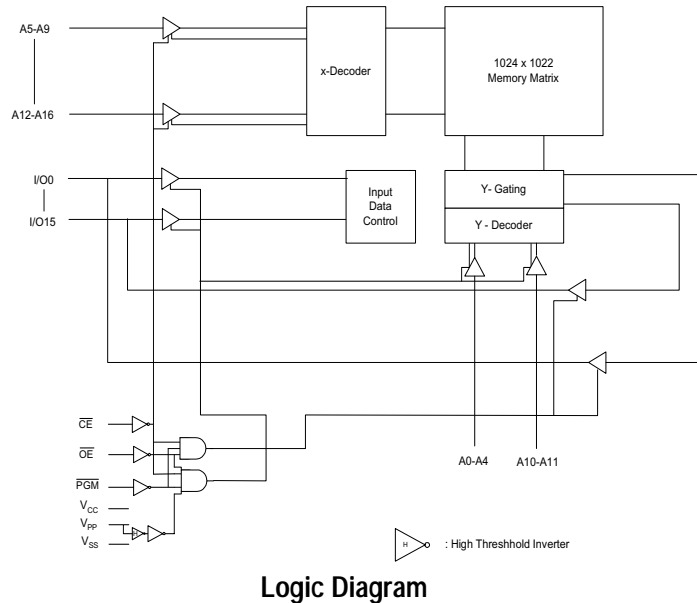 A5-A9
A12-A16
x-Decoder
1024 x 1022
Memory Matrix
I/O0
I/O15
Input
Data
Control
Y- Gating
Y - Decoder
CE
OE
PGM
VCC
VPP
VSS
H
A0-A4
A10-A11
H
: High Threshhold Inverter
Logic Diagram